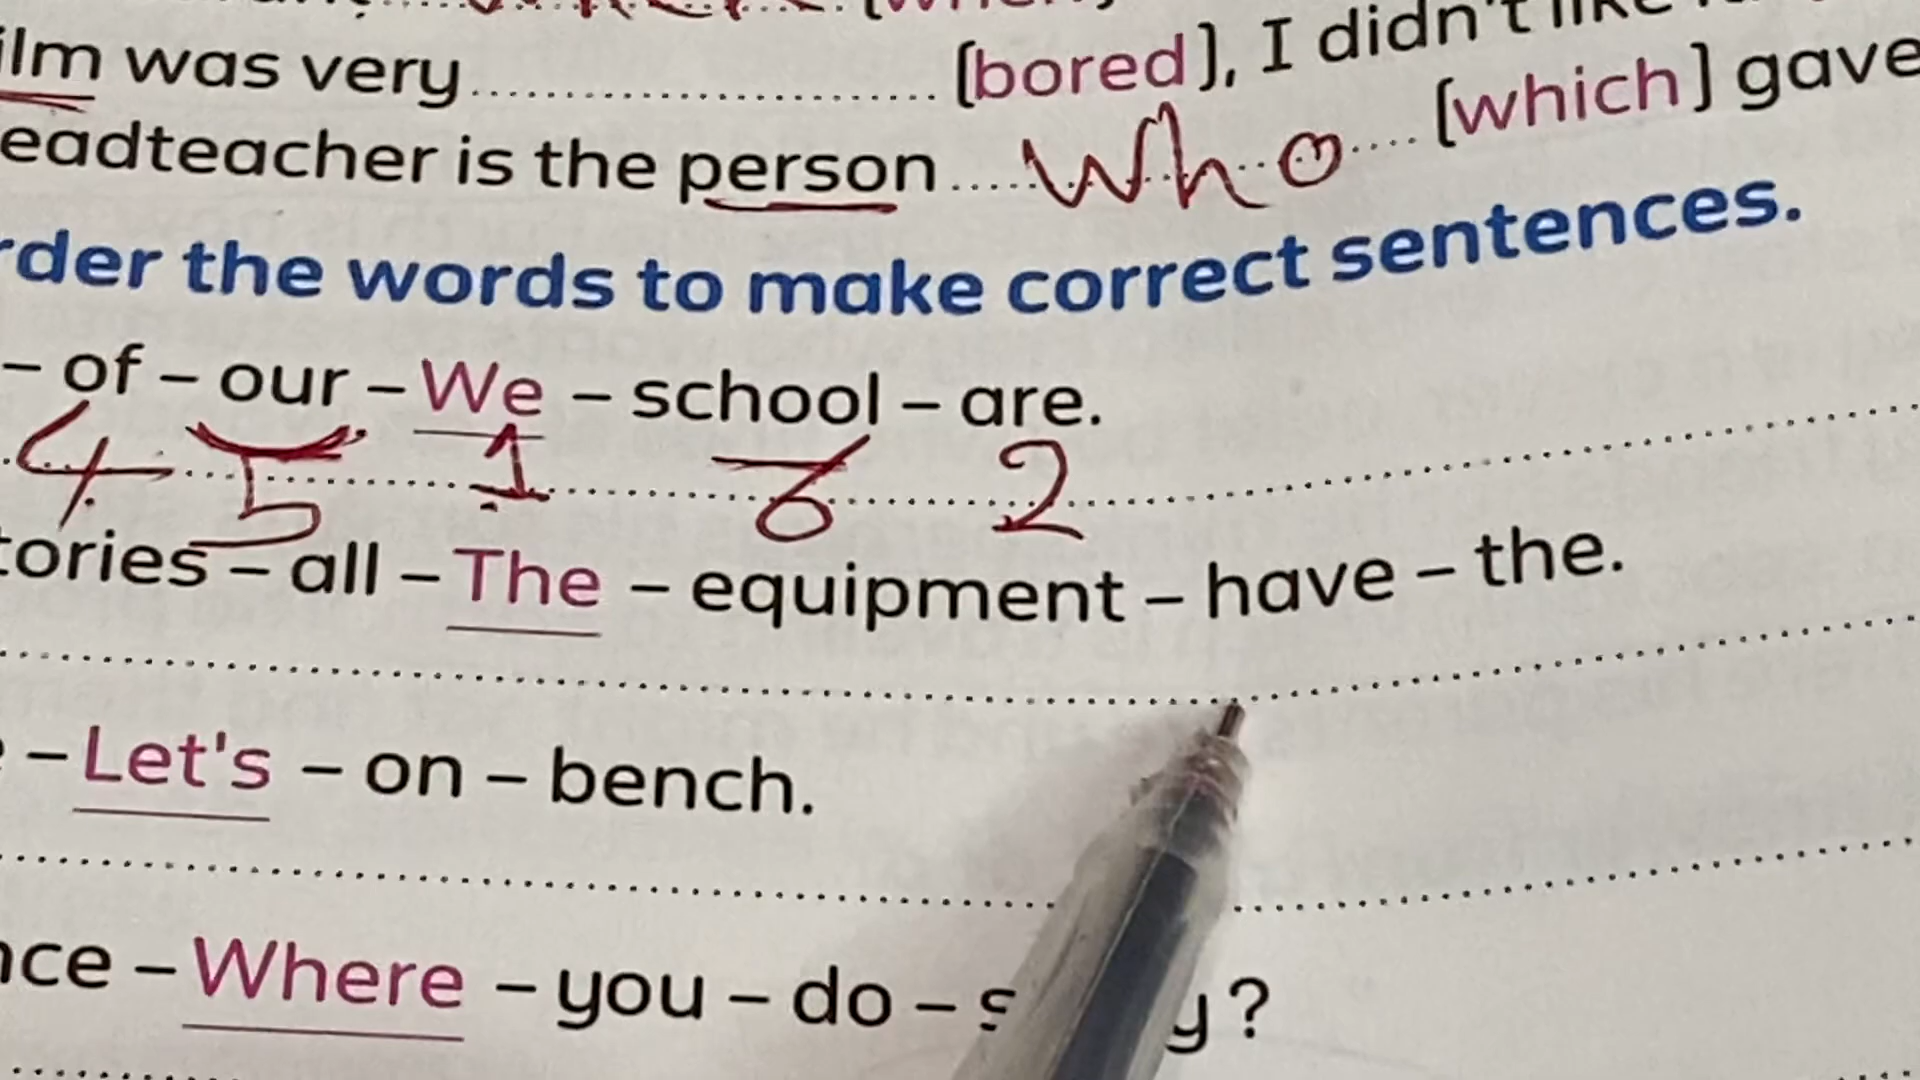 ilm was very ........................ [bored], I didn't like
eadteacher is the person .... who .... [which] gave
rder the words to make correct sentences.
– of – our – We – school – are.
4 5 1 6 2
tories – all – The – equipment – have – the.
– Let's – on – bench.
nce – Where – you – do – s y?